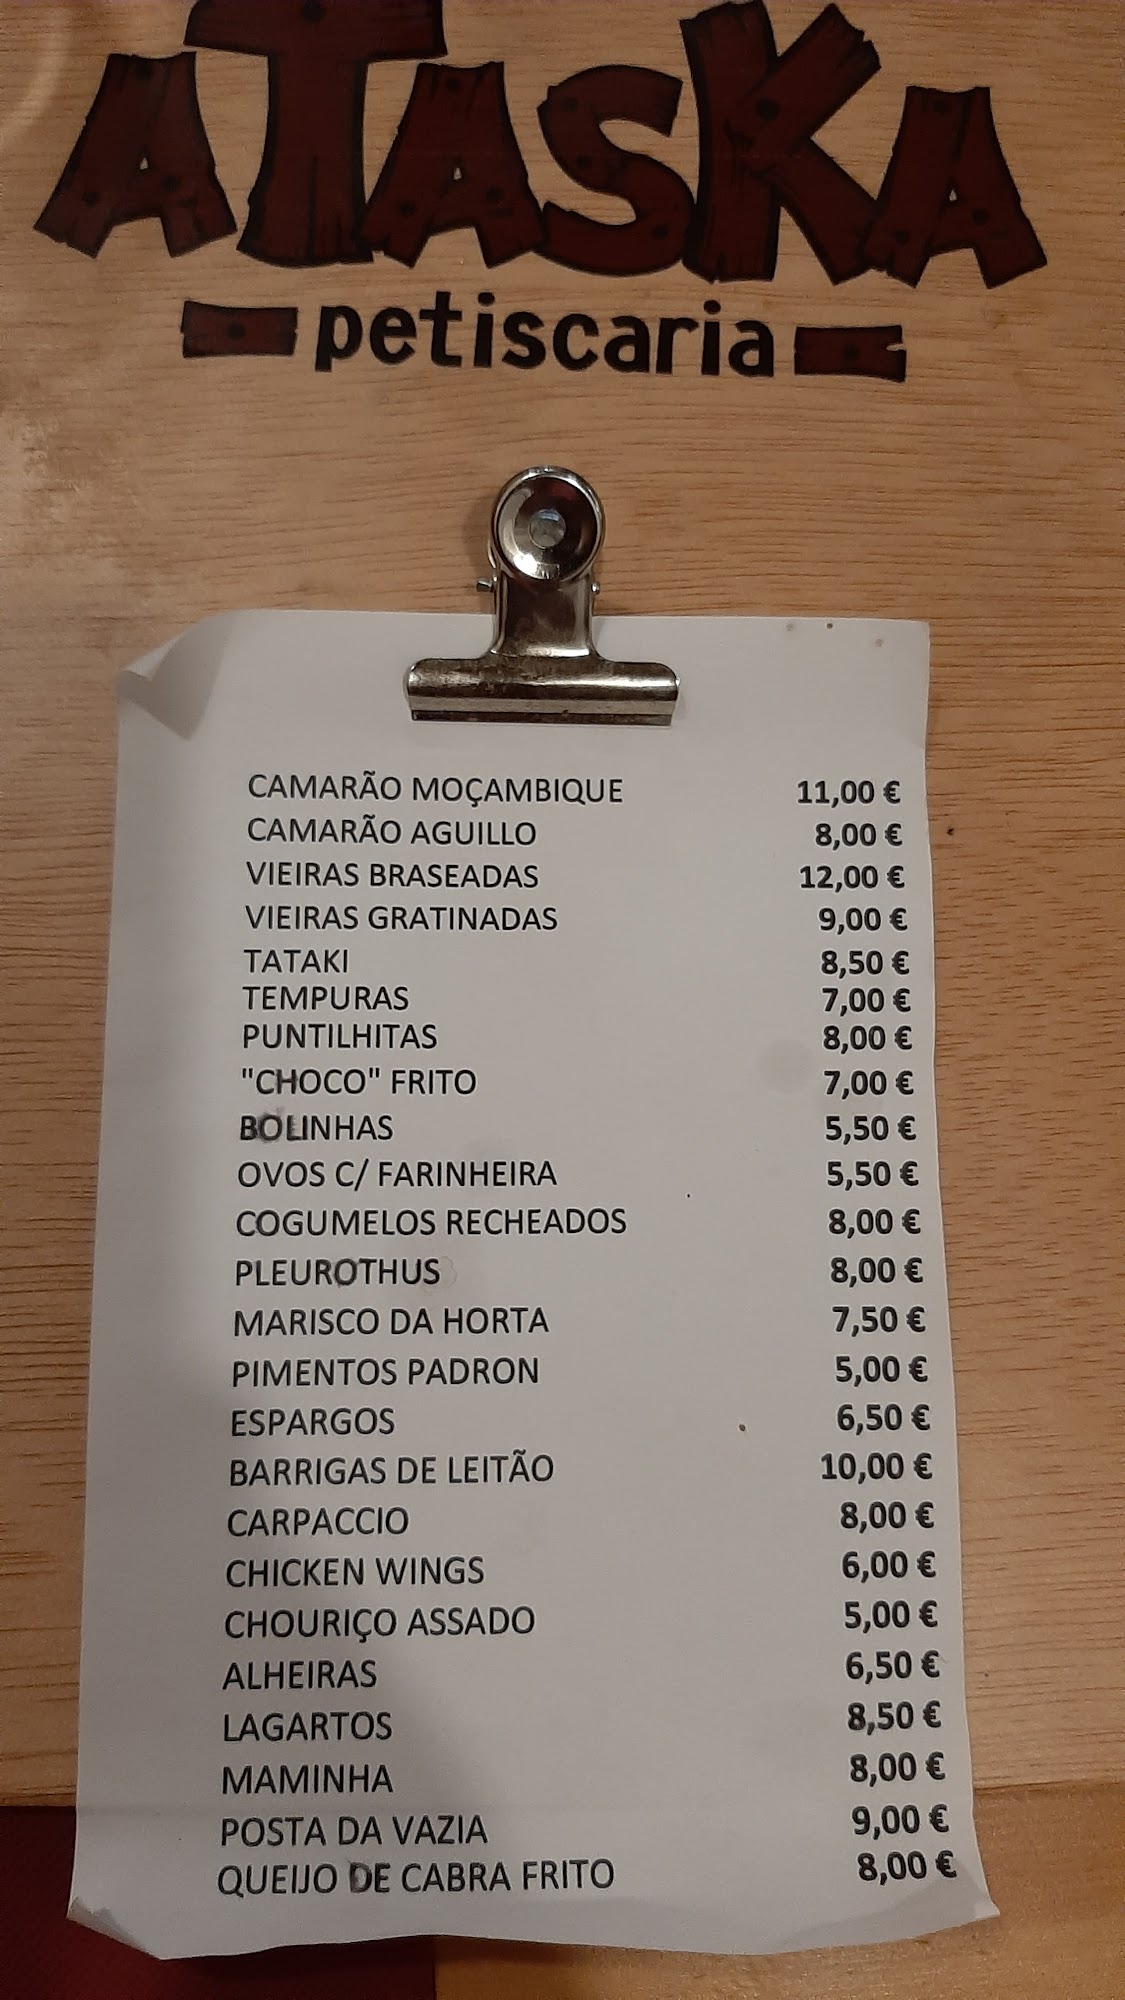 ATASKA
petiscaria
CAMARÃO MOÇAMBIQUE 11,00 €
CAMARÃO AGUILLO 8,00 €
VIEIRAS BRASEADAS 12,00 €
VIEIRAS GRATINADAS 9,00 €
TATAKI 8,50 €
TEMPURAS 7,00 €
PUNTILHITAS 8,00 €
"CHOCO" FRITO 7,00 €
BOLINHAS 5,50 €
OVOS C/ FARINHEIRA 5,50 €
COGUMELOS RECHEADOS 8,00 €
PLEUROTHUS 8,00 €
MARISCO DA HORTA 7,50 €
PIMENTOS PADRON 5,00 €
ESPARGOS 6,50 €
BARRIGAS DE LEITÃO 10,00 €
CARPACCIO 8,00 €
CHICKEN WINGS 6,00 €
CHOURIÇO ASSADO 5,00 €
ALHEIRAS 6,50 €
LAGARTOS 8,50 €
MAMINHA 8,00 €
POSTA DA VAZIA 9,00 €
QUEIJO DE CABRA FRITO 8,00 €